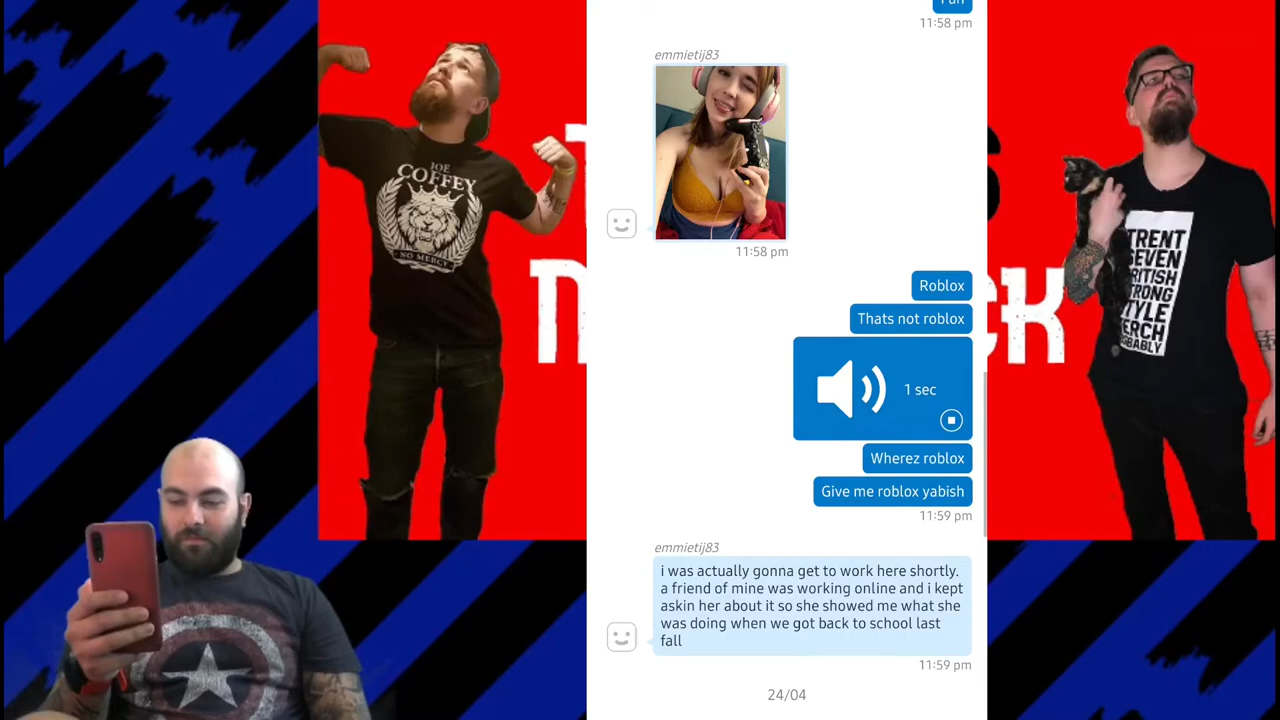 11:58 pm
emmietij83
11:58 pm
Roblox
Thats not roblox
1 sec
Wherez roblox
Give me roblox yabish
11:59 pm
emmietij83
i was actually gonna get to work here shortly.
a friend of mine was working online and i kept
askin her about it so she showed me what she
was doing when we got back to school last
fall
11:59 pm
24/04
JOE
COFFEY
NO MERCY
TRENT
SEVEN
BRITISH
STRONG
STYLE
MERCH
PROBABLY